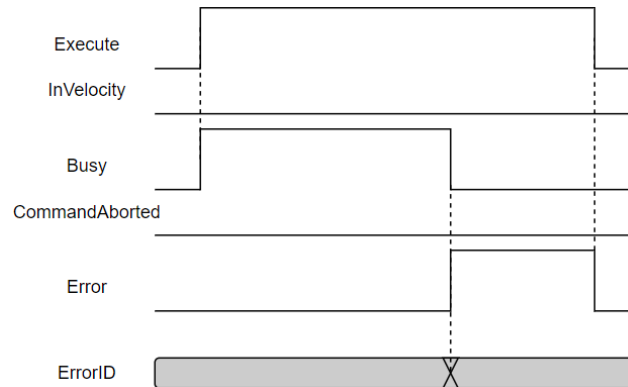 Execute
InVelocity
Busy
CommandAborted
Error
ErrorID